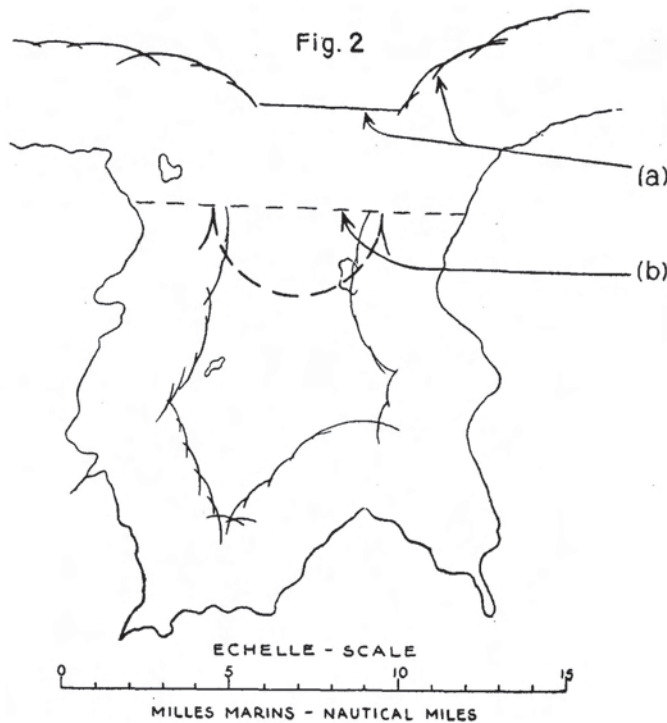 Fig. 2
(a)
(b)
ECHELLE - SCALE
0 5 10 15
MILLES MARINS - NAUTICAL MILES